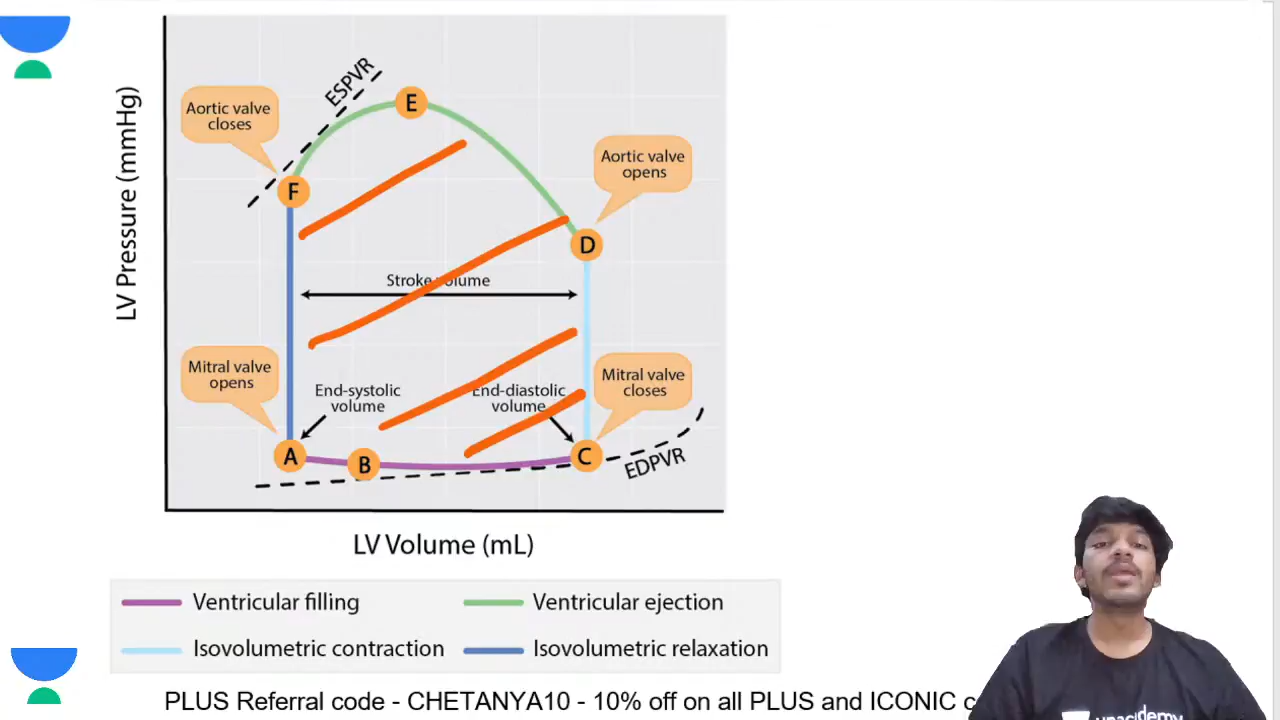 LV Pressure (mmHg)
ESPVR
Aortic valve
closes
E
F
Aortic valve
opens
D
Stroke volume
Mitral valve
opens
End-systolic
volume
End-diastolic
volume
Mitral valve
closes
A
B
C
EDPVR
LV Volume (mL)
Ventricular filling
Ventricular ejection
Isovolumetric contraction
Isovolumetric relaxation
PLUS Referral code - CHETANYA10 - 10% off on all PLUS and ICONIC c
unacademy